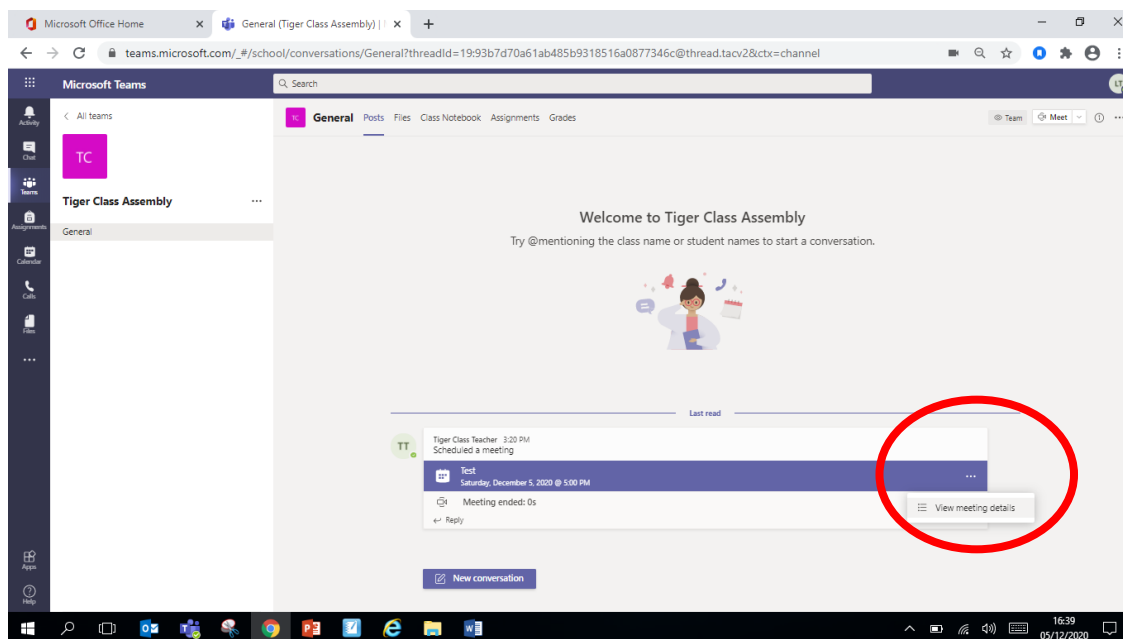 Microsoft Office Home
General (Tiger Class Assembly) |
teams.microsoft.com/_#/school/conversations/General?threadId=19:93b7d70a61ab485b9318516a0877346c@thread.tacv2&ctx=channel
Microsoft Teams
Search
LT
Activity
Chat
Teams
Assignments
Calendar
Calls
Files
Apps
Help
All teams
TC
Tiger Class Assembly
General
TC General Posts Files Class Notebook Assignments Grades
Team Meet
Welcome to Tiger Class Assembly
Try @mentioning the class name or student names to start a conversation.
Last read
TT
Tiger Class Teacher 3:20 PM
Scheduled a meeting
Test
Saturday, December 5, 2020 @ 5:00 PM
View meeting details
Meeting ended: 0s
Reply
New conversation
16:39
05/12/2020